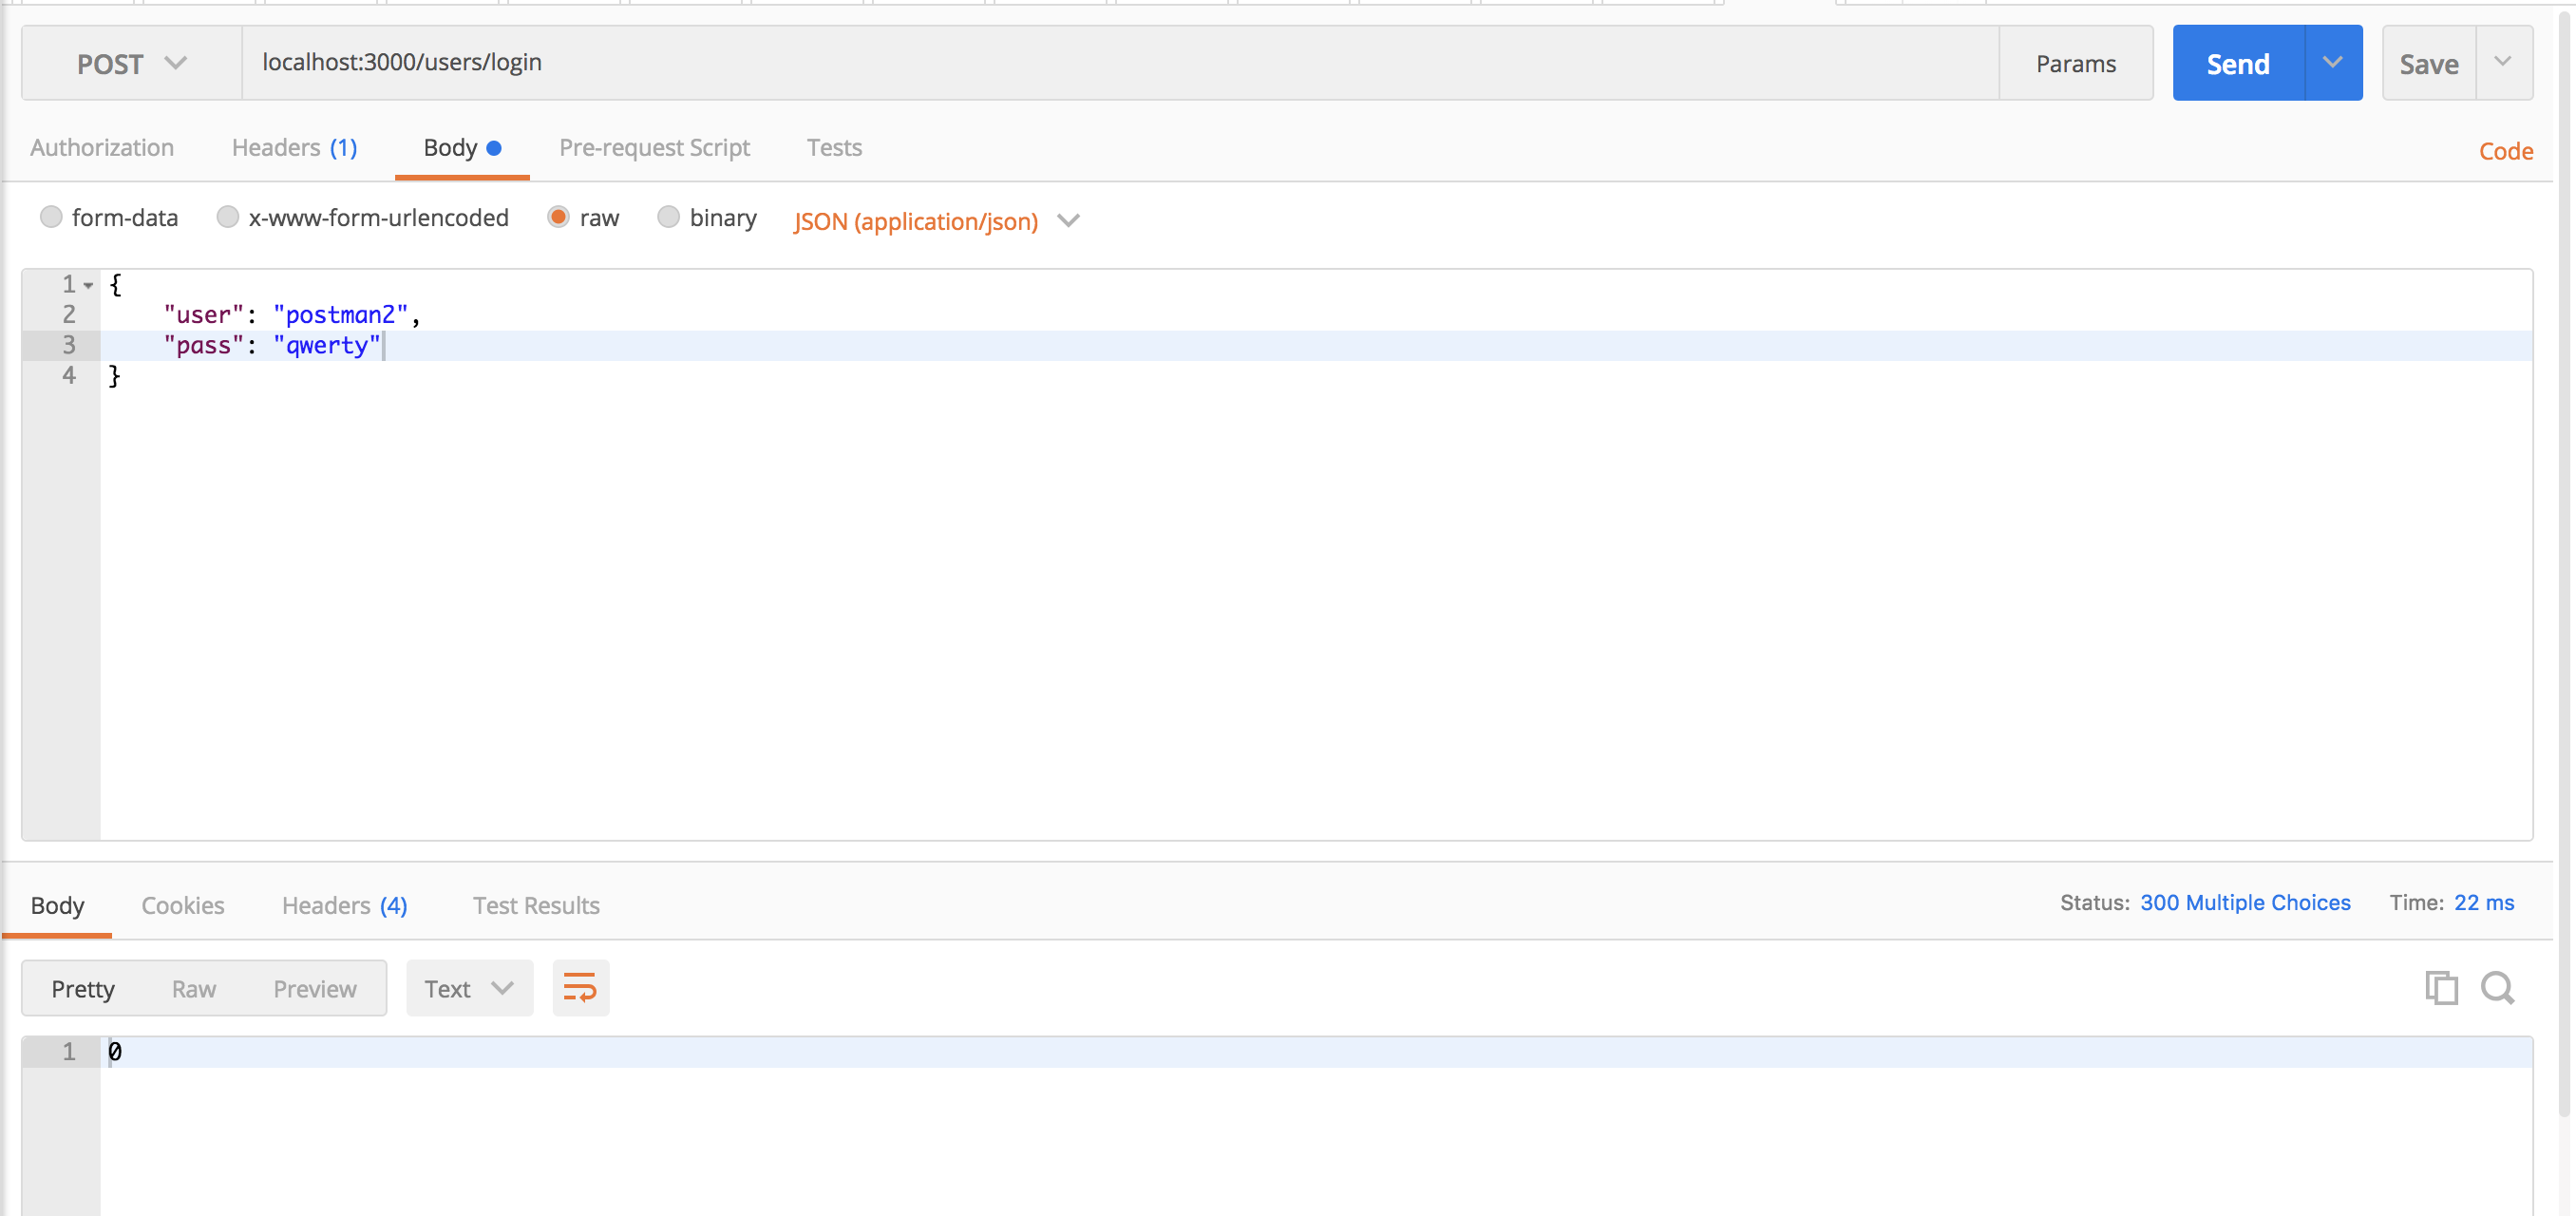 POST localhost:3000/users/login Params Send Save
Authorization Headers (1) Body Pre-request Script Tests Code
form-data x-www-form-urlencoded raw binary JSON (application/json)
1 {
2 "user": "postman2",
3 "pass": "qwerty"
4 }
Body Cookies Headers (4) Test Results Status: 300 Multiple Choices Time: 22 ms
Pretty Raw Preview Text
1 0